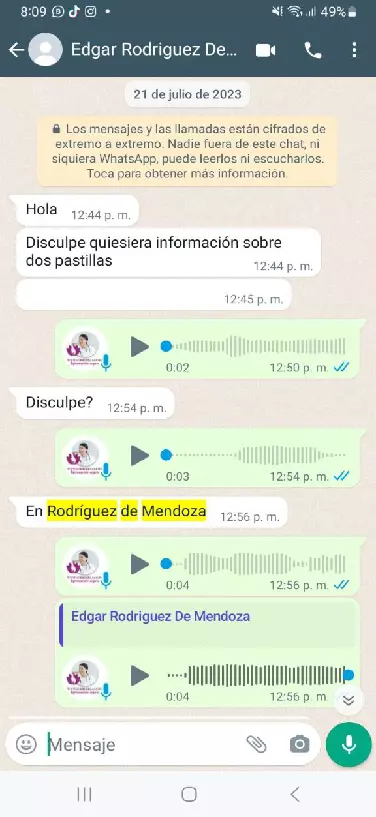 8:09
49%
Edgar Rodriguez De...
21 de julio de 2023
Los mensajes y las llamadas están cifrados de
extremo a extremo. Nadie fuera de este chat, ni
siquiera WhatsApp, puede leerlos ni escucharlos.
Toca para obtener más información.
Hola 12:44 p. m.
Disculpe quiesiera información sobre
dos pastillas
12:44 p. m.
12:45 p. m.
0:02 12:50 p. m.
Disculpe? 12:54 p. m.
0:03 12:54 p. m.
En Rodríguez de Mendoza 12:56 p. m.
0:04 12:56 p. m.
Edgar Rodriguez De Mendoza
0:04 12:56 p. m.
Mensaje